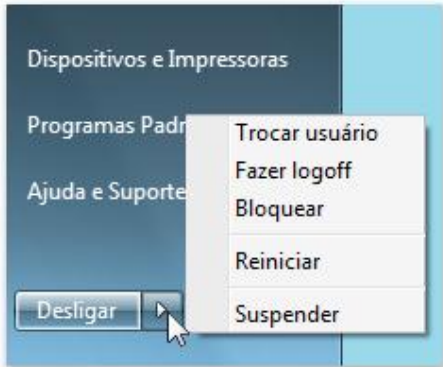 Dispositivos e Impressoras
Programas Padr
Trocar usuário
Fazer logoff
Ajuda e Suporte
Bloquear
Reiniciar
Desligar
Suspender